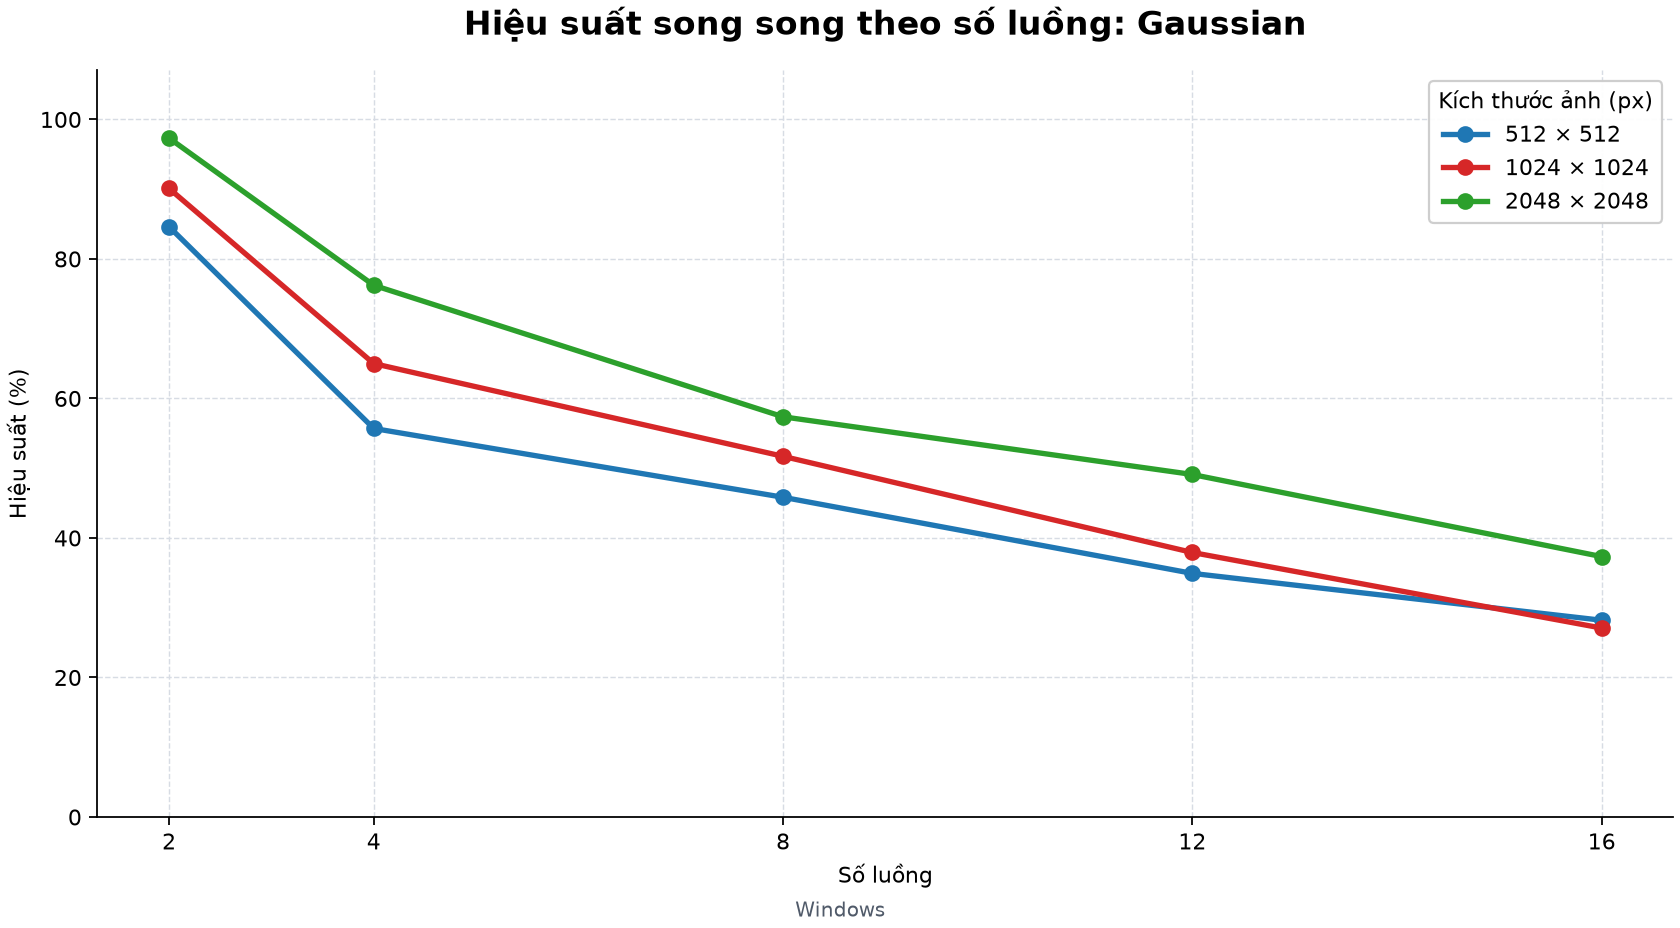 Hiệu suất song song theo số luồng: Gaussian
Kích thước ảnh (px)
512 × 512
1024 × 1024
2048 × 2048
Hiệu suất (%)
100
80
60
40
20
0
2 4 8 12 16
Số luồng
Windows